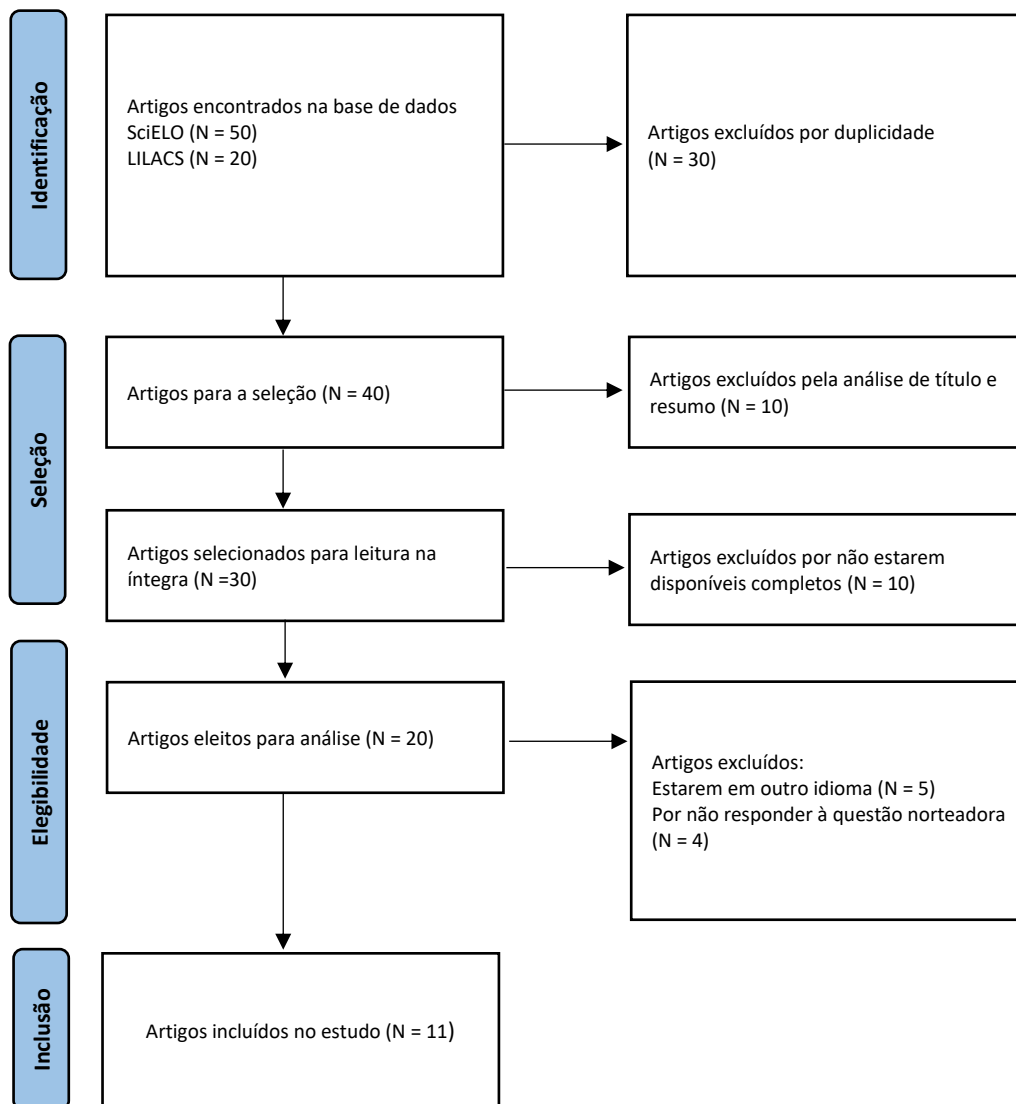 Identificação
Artigos encontrados na base de dados
SciELO (N = 50)
LILACS (N = 20)
Artigos excluídos por duplicidade
(N = 30)
Seleção
Artigos para a seleção (N = 40)
Artigos excluídos pela análise de título e
resumo (N = 10)
Artigos selecionados para leitura na
íntegra (N =30)
Artigos excluídos por não estarem
disponíveis completos (N = 10)
Elegibilidade
Artigos eleitos para análise (N = 20)
Artigos excluídos:
Estarem em outro idioma (N = 5)
Por não responder à questão norteadora
(N = 4)
Inclusão
Artigos incluídos no estudo (N = 11)